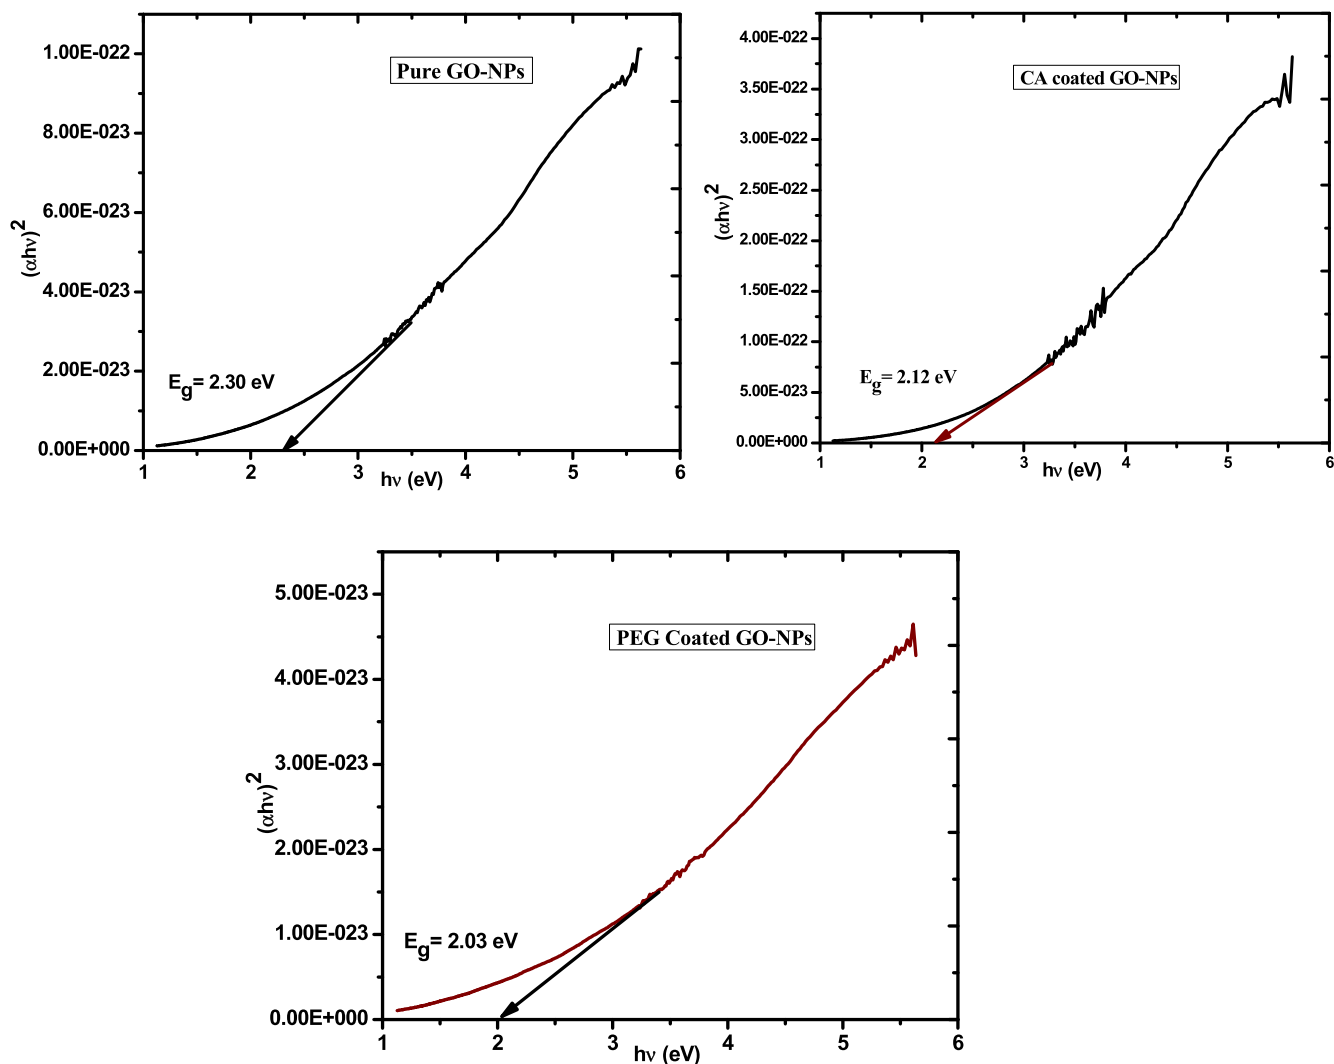 Pure GO-NPs
(αhν)2
1.00E-022
8.00E-023
6.00E-023
4.00E-023
2.00E-023
0.00E+000
Eg= 2.30 eV
1 2 3 4 5 6
hν (eV)
CA coated GO-NPs
(αhν)2
4.00E-022
3.50E-022
3.00E-022
2.50E-022
2.00E-022
1.50E-022
1.00E-022
5.00E-023
0.00E+000
Eg= 2.12 eV
1 2 3 4 5 6
hν (eV)
PEG Coated GO-NPs
(αhν)2
5.00E-023
4.00E-023
3.00E-023
2.00E-023
1.00E-023
0.00E+000
Eg= 2.03 eV
1 2 3 4 5 6
hν (eV)